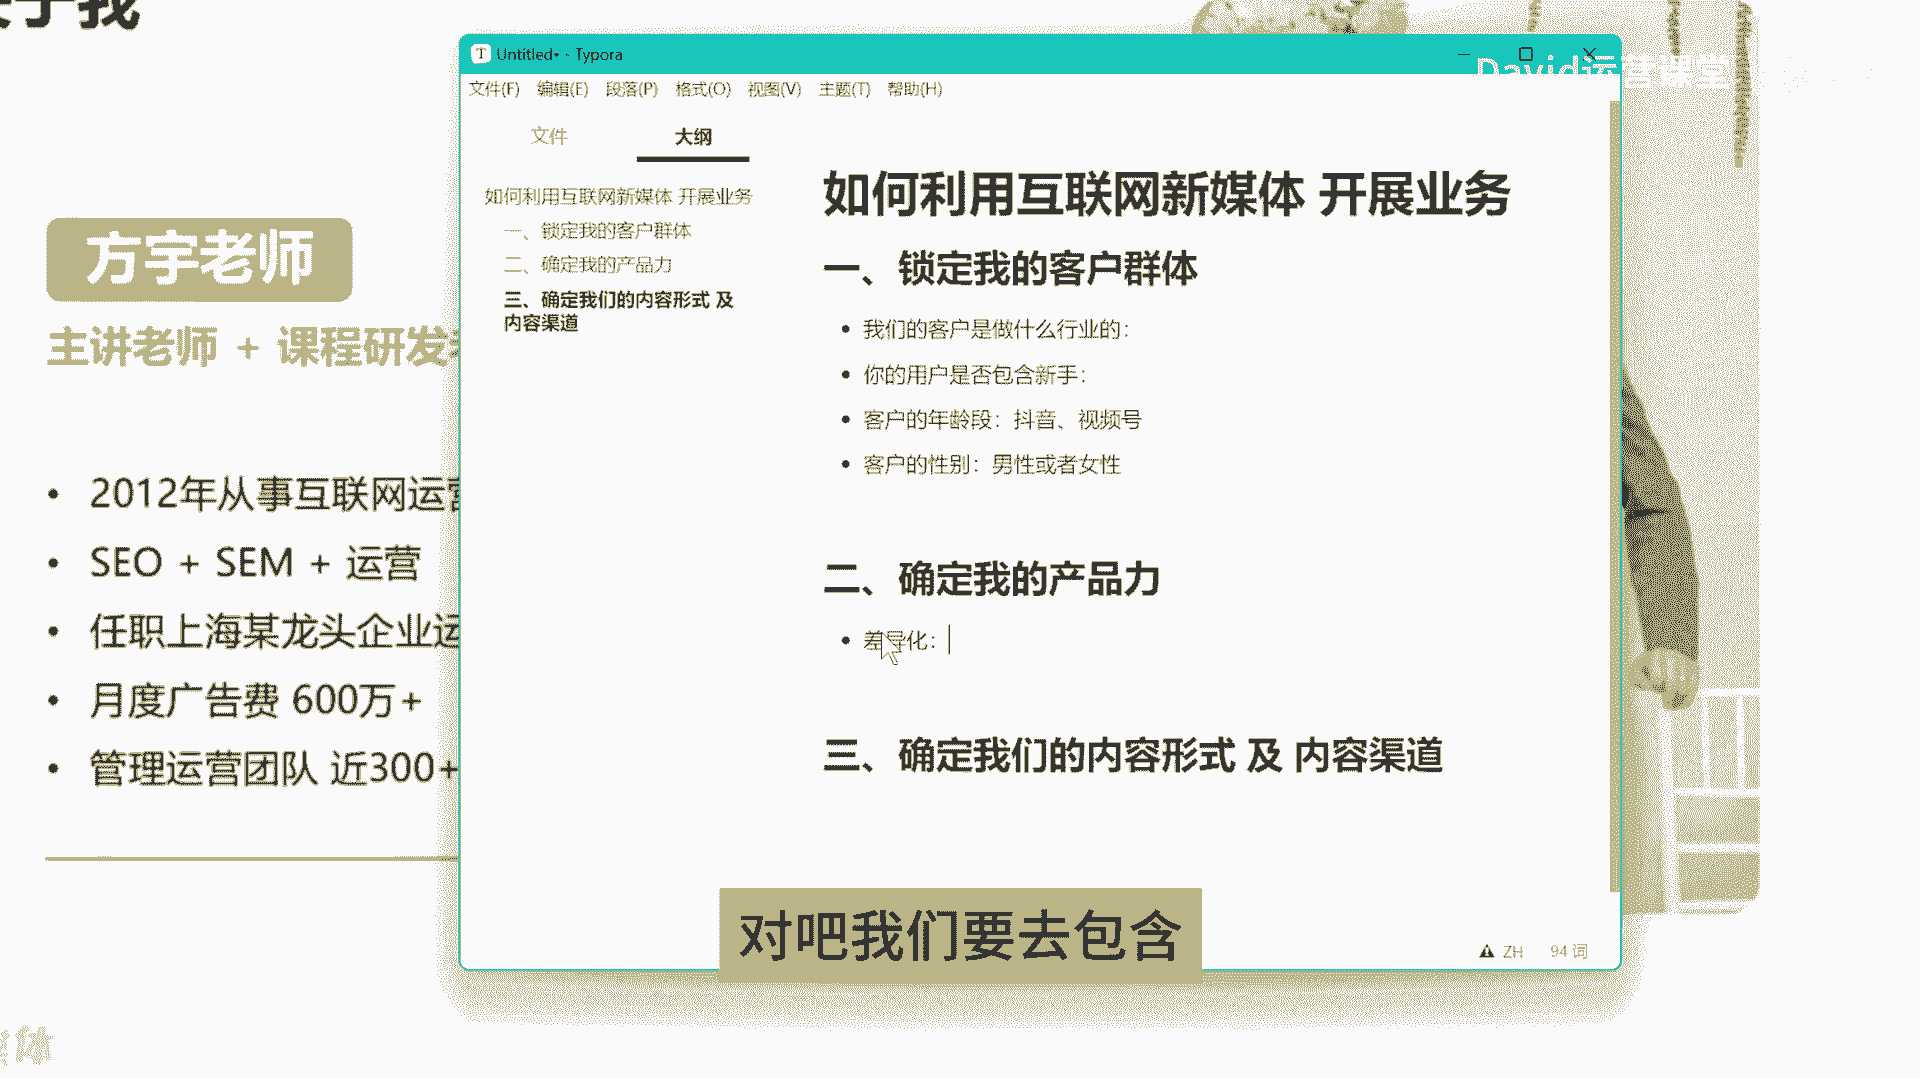 于我
方宇老师
主讲老师 + 课程研发
2012年从事互联网运营
SEO + SEM + 运营
任职上海某龙头企业运
月度广告费 600万+
管理运营团队 近300+
Untitled• - Typora
David运营课堂
文件(F) 编辑(E) 段落(P) 格式(O) 视图(V) 主题(T) 帮助(H)
文件 大纲
如何利用互联网新媒体 开展业务
一、锁定我的客户群体
二、确定我的产品力
三、确定我们的内容形式 及
内容渠道
如何利用互联网新媒体 开展业务
一、锁定我的客户群体
我们的客户是做什么行业的：
你的用户是否包含新手：
客户的年龄段：抖音、视频号
客户的性别：男性或者女性
二、确定我的产品力
差异化：
三、确定我们的内容形式 及 内容渠道
对吧我们要去包含
ZH 94 词